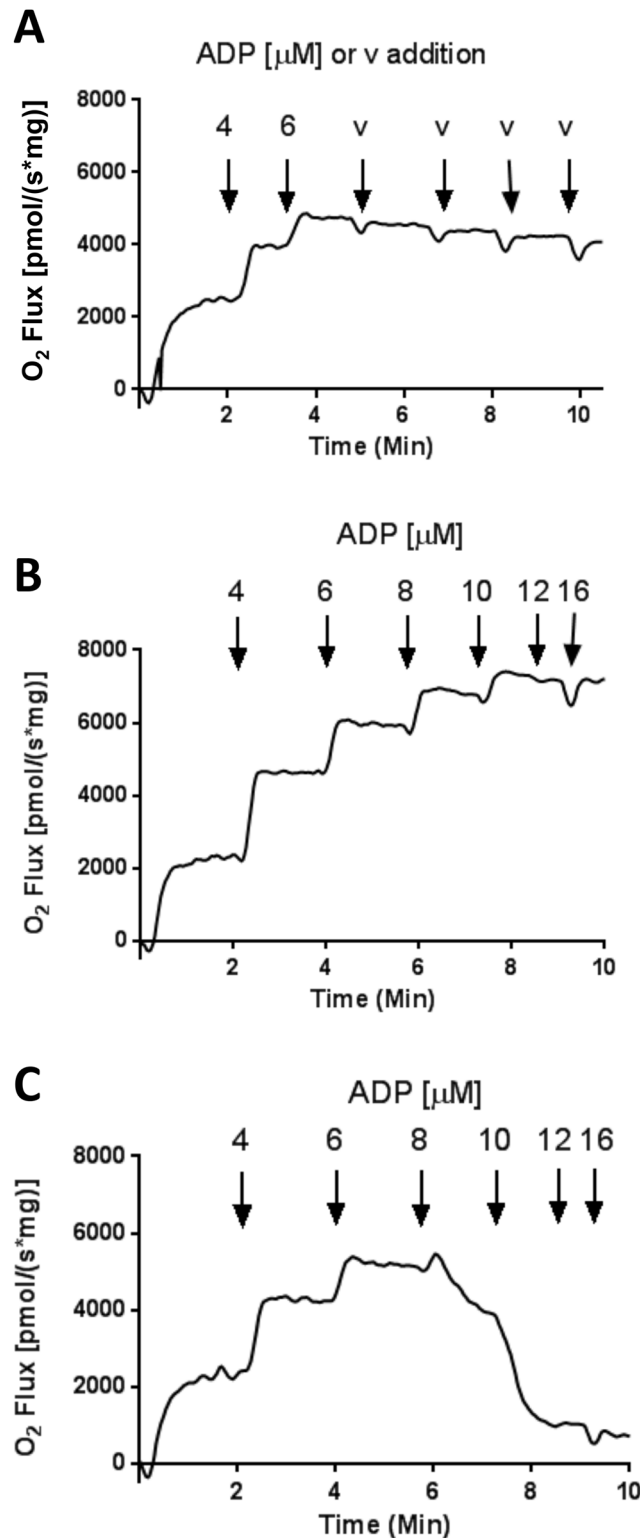 A
ADP [μM] or v addition
8000
4 6 v v v v
6000
4000
2000
0
O2 Flux [pmol/(s*mg)]
2 4 6 8 10
Time (Min)
B
ADP [μM]
4 6 8 10 12 16
8000
6000
4000
2000
0
O2 Flux [pmol/(s*mg)]
2 4 6 8 10
Time (Min)
C
ADP [μM]
4 6 8 10 12 16
8000
6000
4000
2000
0
O2 Flux [pmol/(s*mg)]
2 4 6 8 10
Time (Min)